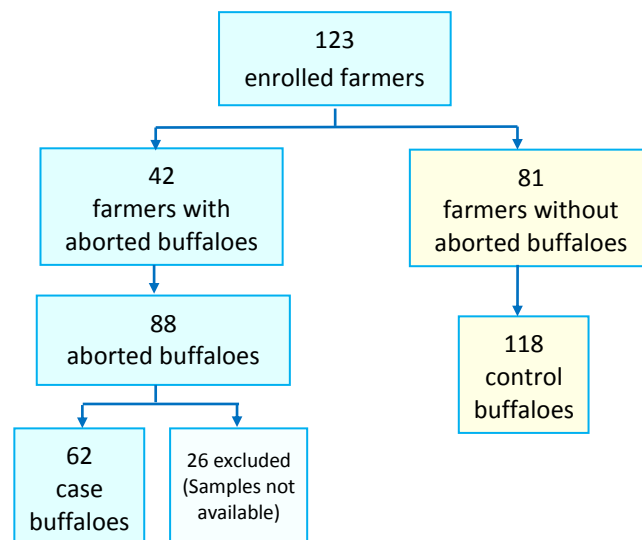 123
enrolled farmers
42
farmers with
aborted buffaloes
81
farmers without
aborted buffaloes
88
aborted buffaloes
118
control
buffaloes
62
case
buffaloes
26 excluded
(Samples not
available)